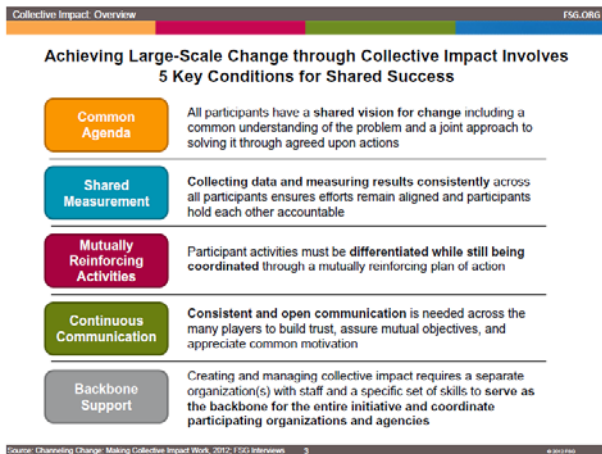 Collective Impact: Overview
FSG.ORG
Achieving Large-Scale Change through Collective Impact Involves
5 Key Conditions for Shared Success
Common
Agenda
All participants have a shared vision for change including a
common understanding of the problem and a joint approach to
solving it through agreed upon actions
Shared
Measurement
Collecting data and measuring results consistently across
all participants ensures efforts remain aligned and participants
hold each other accountable
Mutually
Reinforcing
Activities
Participant activities must be differentiated while still being
coordinated through a mutually reinforcing plan of action
Continuous
Communication
Consistent and open communication is needed across the
many players to build trust, assure mutual objectives, and
appreciate common motivation
Backbone
Support
Creating and managing collective impact requires a separate
organization(s) with staff and a specific set of skills to serve as
the backbone for the entire initiative and coordinate
participating organizations and agencies
Source: Channeling Change: Making Collective Impact Work, 2012; FSG Interviews
3
FSG